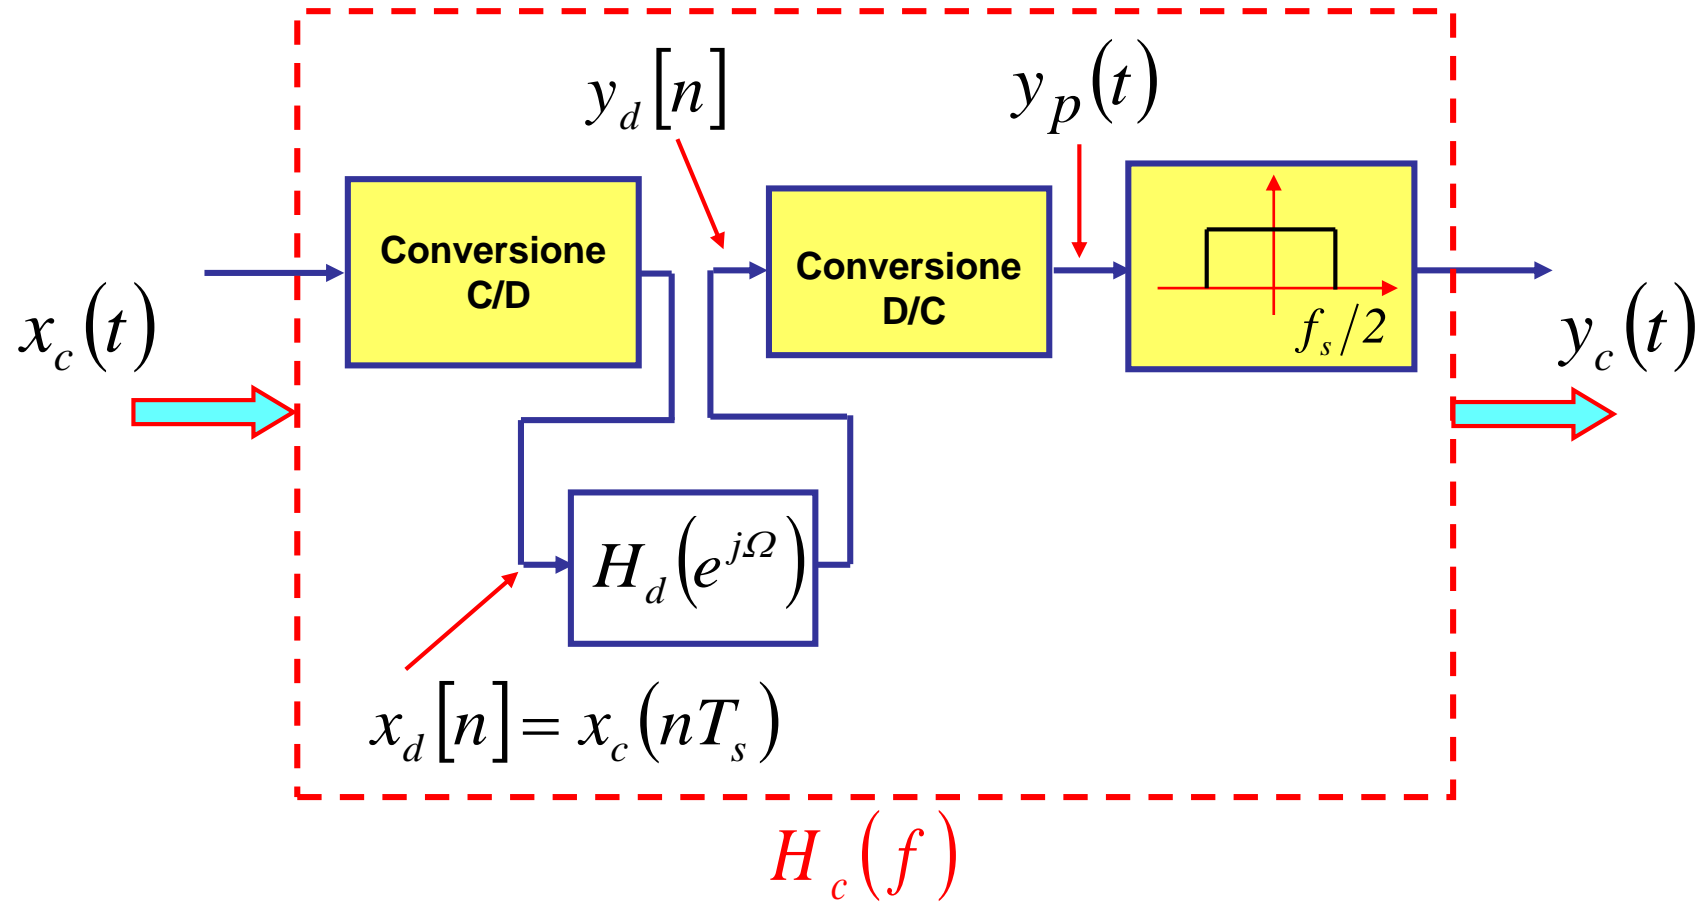 y_d[n]
y_p(t)
Conversione
C/D
Conversione
D/C
f_s/2
x_c(t)
y_c(t)
H_d(e^{jΩ})
x_d[n] = x_c(nT_s)
H_c(f)